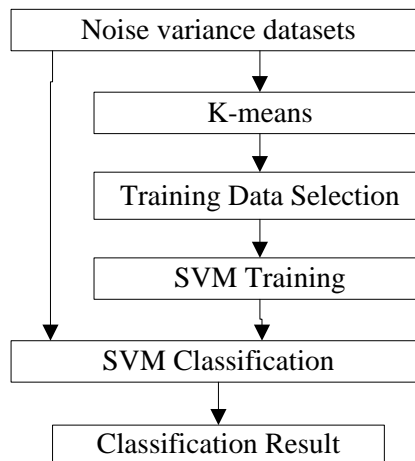 Noise variance datasets
K-means
Training Data Selection
SVM Training
SVM Classification
Classification Result